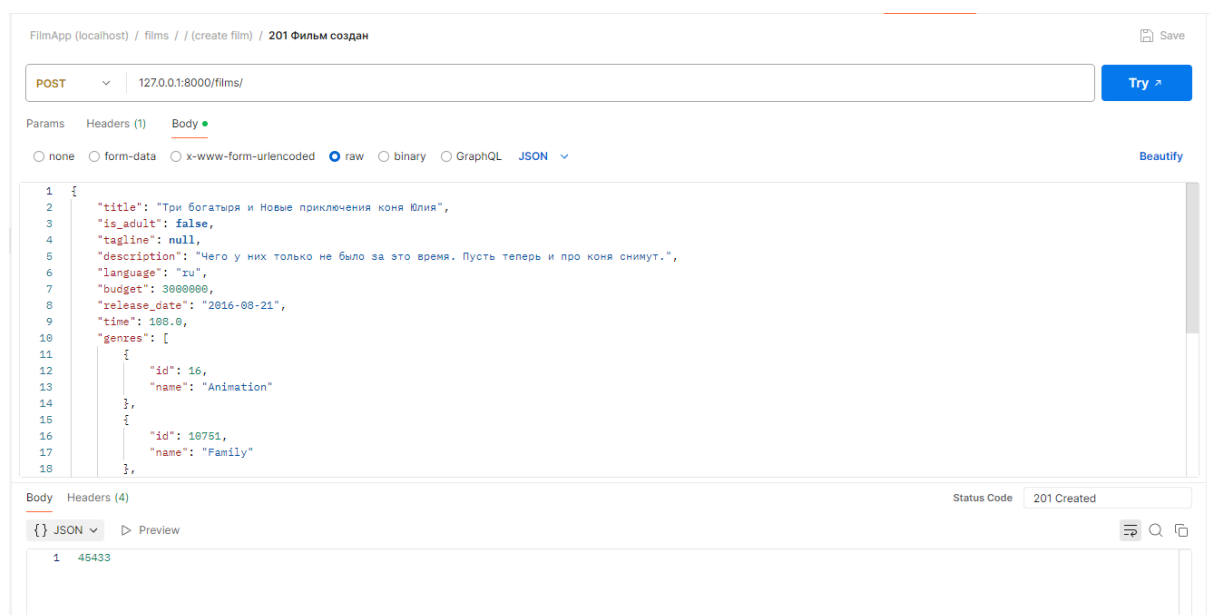 FilmApp (localhost) / films / / (create film) / 201 Фильм создан Save
POST 127.0.0.1:8000/films/ Try ↗
Params Headers (1) Body
none form-data x-www-form-urlencoded raw binary GraphQL JSON Beautify
1 {
2 "title": "Три богатыря и Новые приключения коня Юлия",
3 "is_adult": false,
4 "tagline": null,
5 "description": "Чего у них только не было за это время. Пусть теперь и про коня снимут.",
6 "language": "ru",
7 "budget": 3000000,
8 "release_date": "2016-08-21",
9 "time": 108.0,
10 "genres": [
11 {
12 "id": 16,
13 "name": "Animation"
14 },
15 {
16 "id": 10751,
17 "name": "Family"
18 },
Body Headers (4) Status Code 201 Created
{} JSON Preview
1 45433